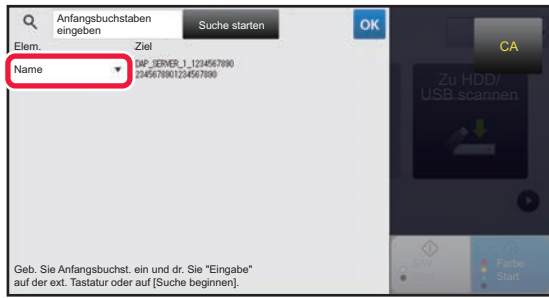 Anfangsbuchstaben
eingeben
Suche starten
OK
CA
Elem.
Ziel
Name
DAP_SERVER_1_1234567890
2345678901234567890
Zu HDD/
USB scannen
Geb. Sie Anfangsbuchst. ein und dr. Sie "Eingabe"
auf der ext. Tastatur oder auf [Suche beginnen].
Farbe
Start